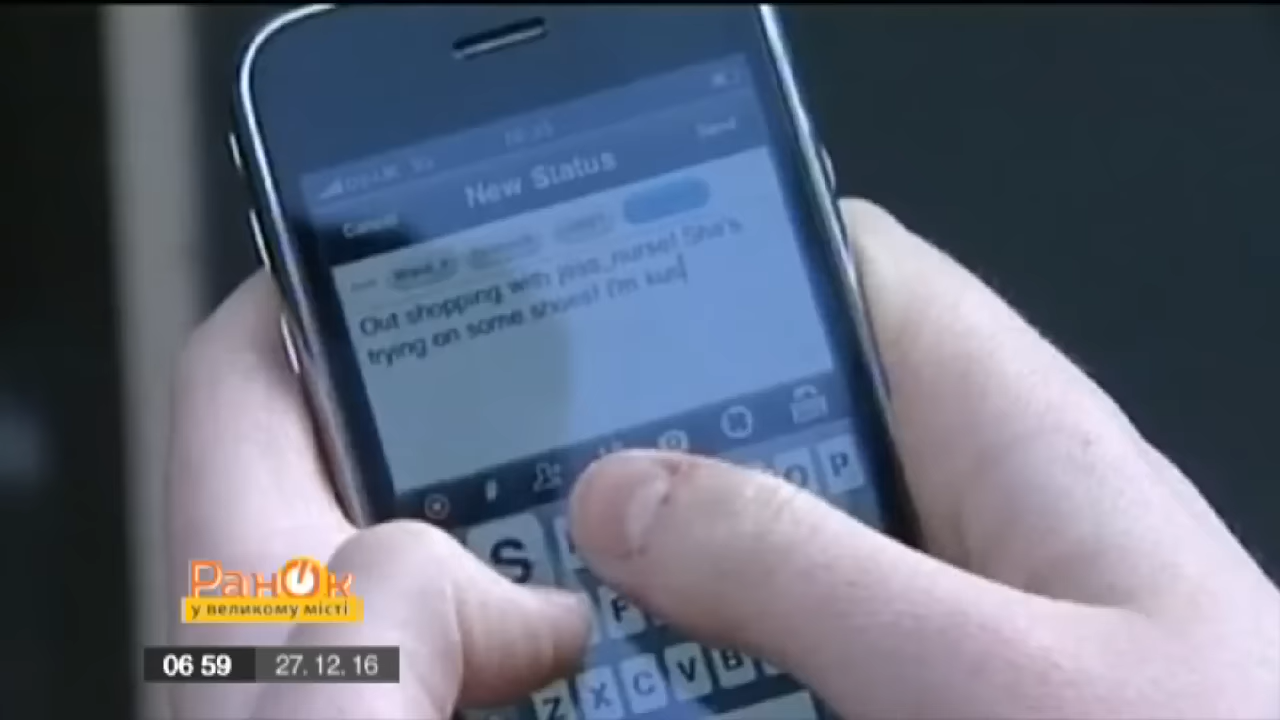 New Status
Cancel
Send
Out shopping with jess_nurse! She's
trying on some shoes! I'm
#
O P
S
F
Z X C V B
Ранок
у великому місті
06 59 27. 12. 16